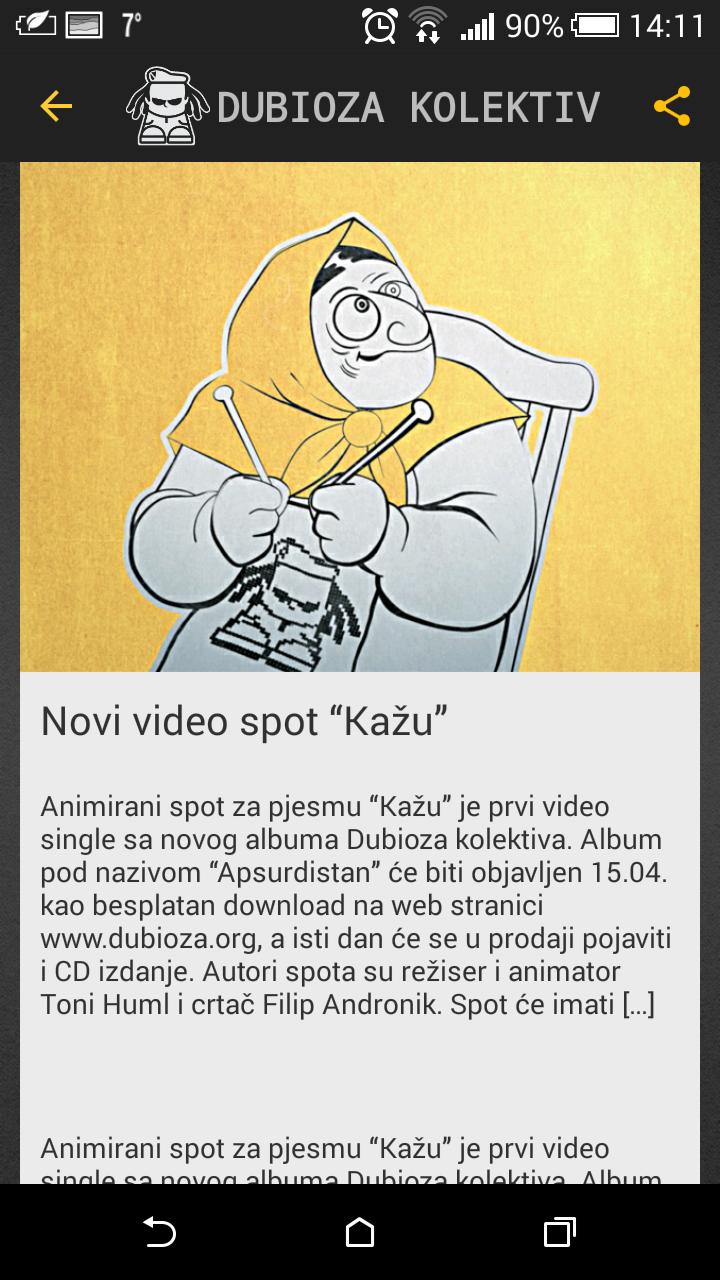 7°
90% 14:11
DUBIOZA KOLEKTIV
Novi video spot “Kažu”
Animirani spot za pjesmu “Kažu” je prvi video
single sa novog albuma Dubioza kolektiva. Album
pod nazivom “Apsurdistan” će biti objavljen 15.04.
kao besplatan download na web stranici
www.dubioza.org, a isti dan će se u prodaji pojaviti
i CD izdanje. Autori spota su režiser i animator
Toni Huml i crtač Filip Andronik. Spot će imati [...]
Animirani spot za pjesmu “Kažu” je prvi video
single sa novog albuma Dubioza kolektiva. Album